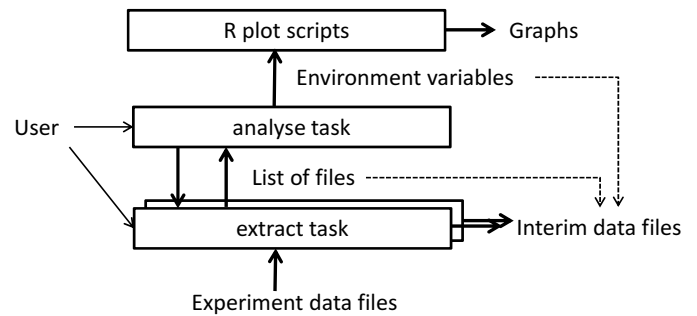 R plot scripts
Graphs
Environment variables
User
analyse task
List of files
extract task
Interim data files
Experiment data files